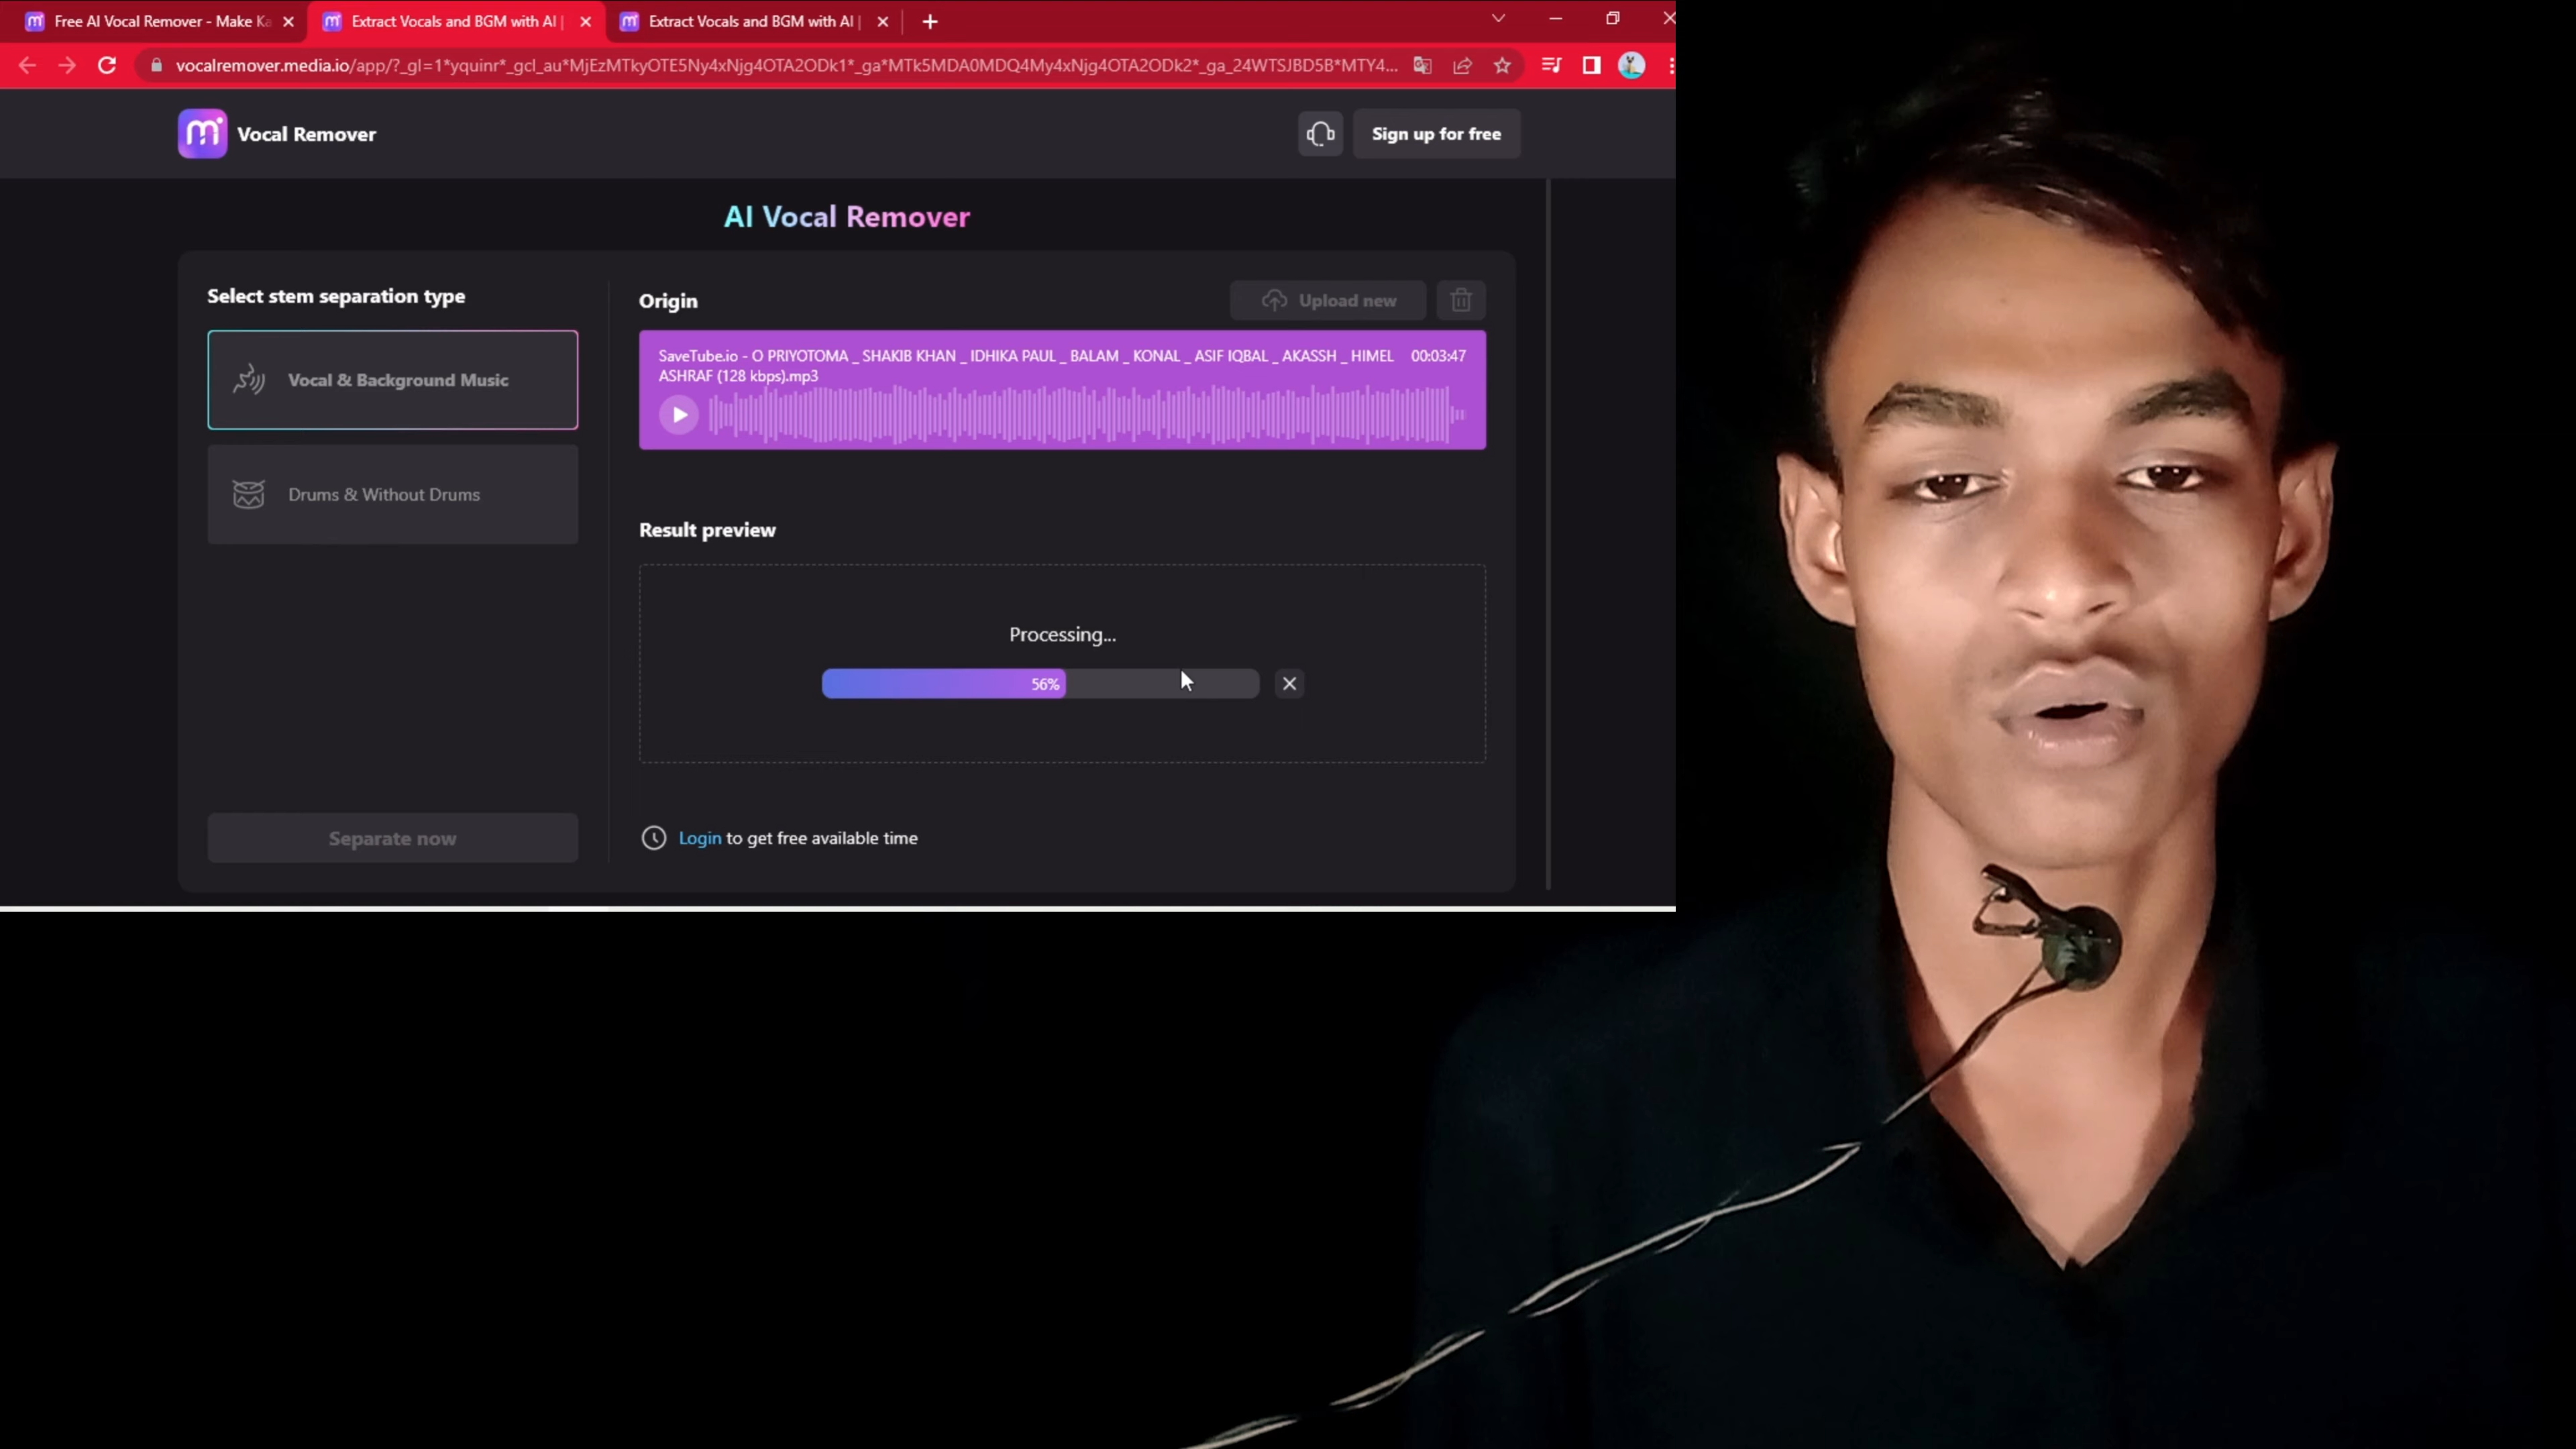 Free AI Vocal Remover - Make Ka
Extract Vocals and BGM with AI |
Extract Vocals and BGM with AI |
vocalremover.media.io/app/?_gl=1*yquinr*_gcl_au*MjEzMTkyOTE5Ny4xNjg4OTA2ODk1*_ga*MTk5MDA0MDQ4My4xNjg4OTA2ODk2*_ga_24WTSJBD5B*MTY4...
m
Vocal Remover
Sign up for free
AI Vocal Remover
Select stem separation type
Vocal & Background Music
Drums & Without Drums
Separate now
Origin
Upload new
SaveTube.io - O PRIYOTOMA _ SHAKIB KHAN _ IDHIKA PAUL _ BALAM _ KONAL _ ASIF IQBAL _ AKASSH _ HIMEL 00:03:47
ASHRAF (128 kbps).mp3
Result preview
Processing...
56%
Login to get free available time